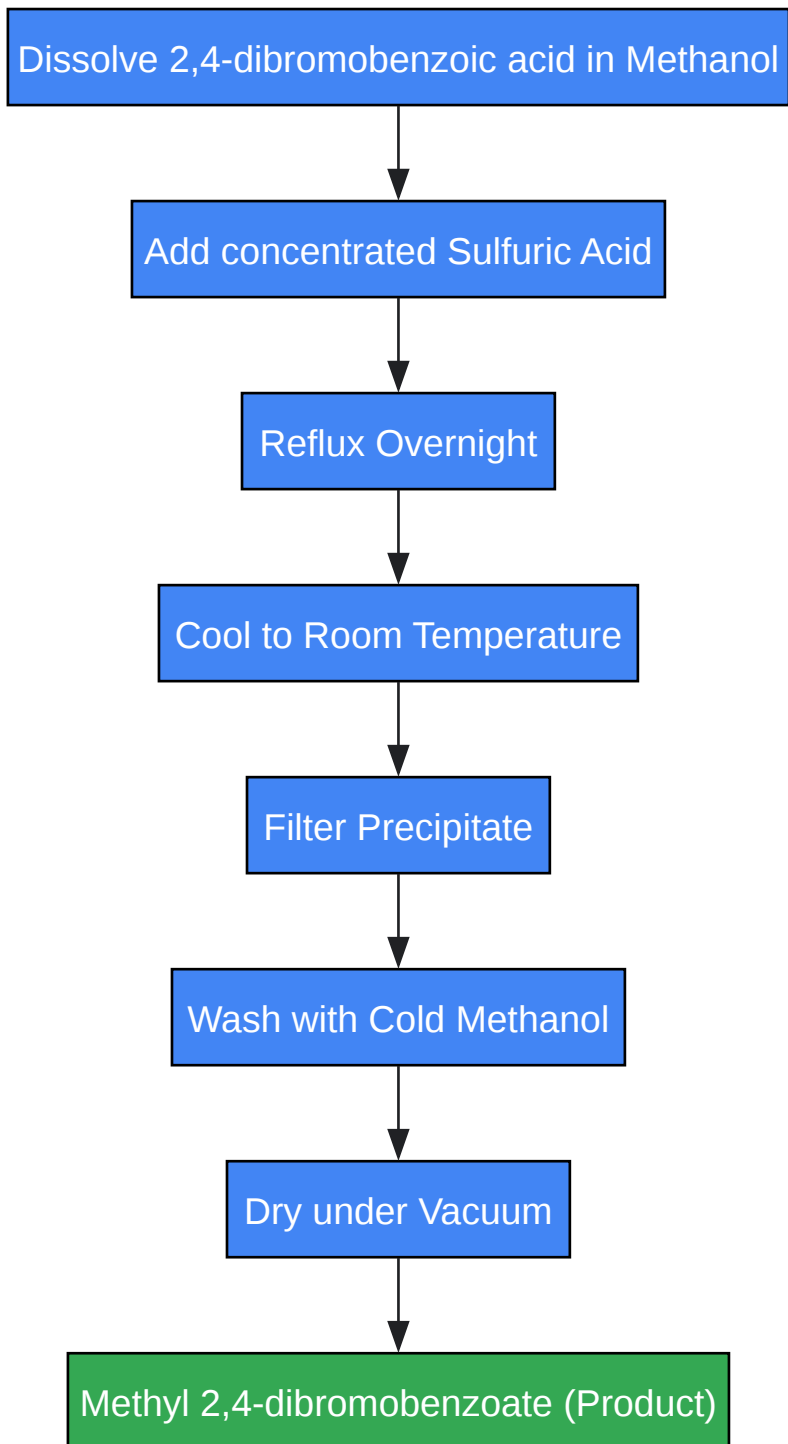 Dissolve 2,4-dibromobenzoic acid in Methanol
Add concentrated Sulfuric Acid
Reflux Overnight
Cool to Room Temperature
Filter Precipitate
Wash with Cold Methanol
Dry under Vacuum
Methyl 2,4-dibromobenzoate (Product)